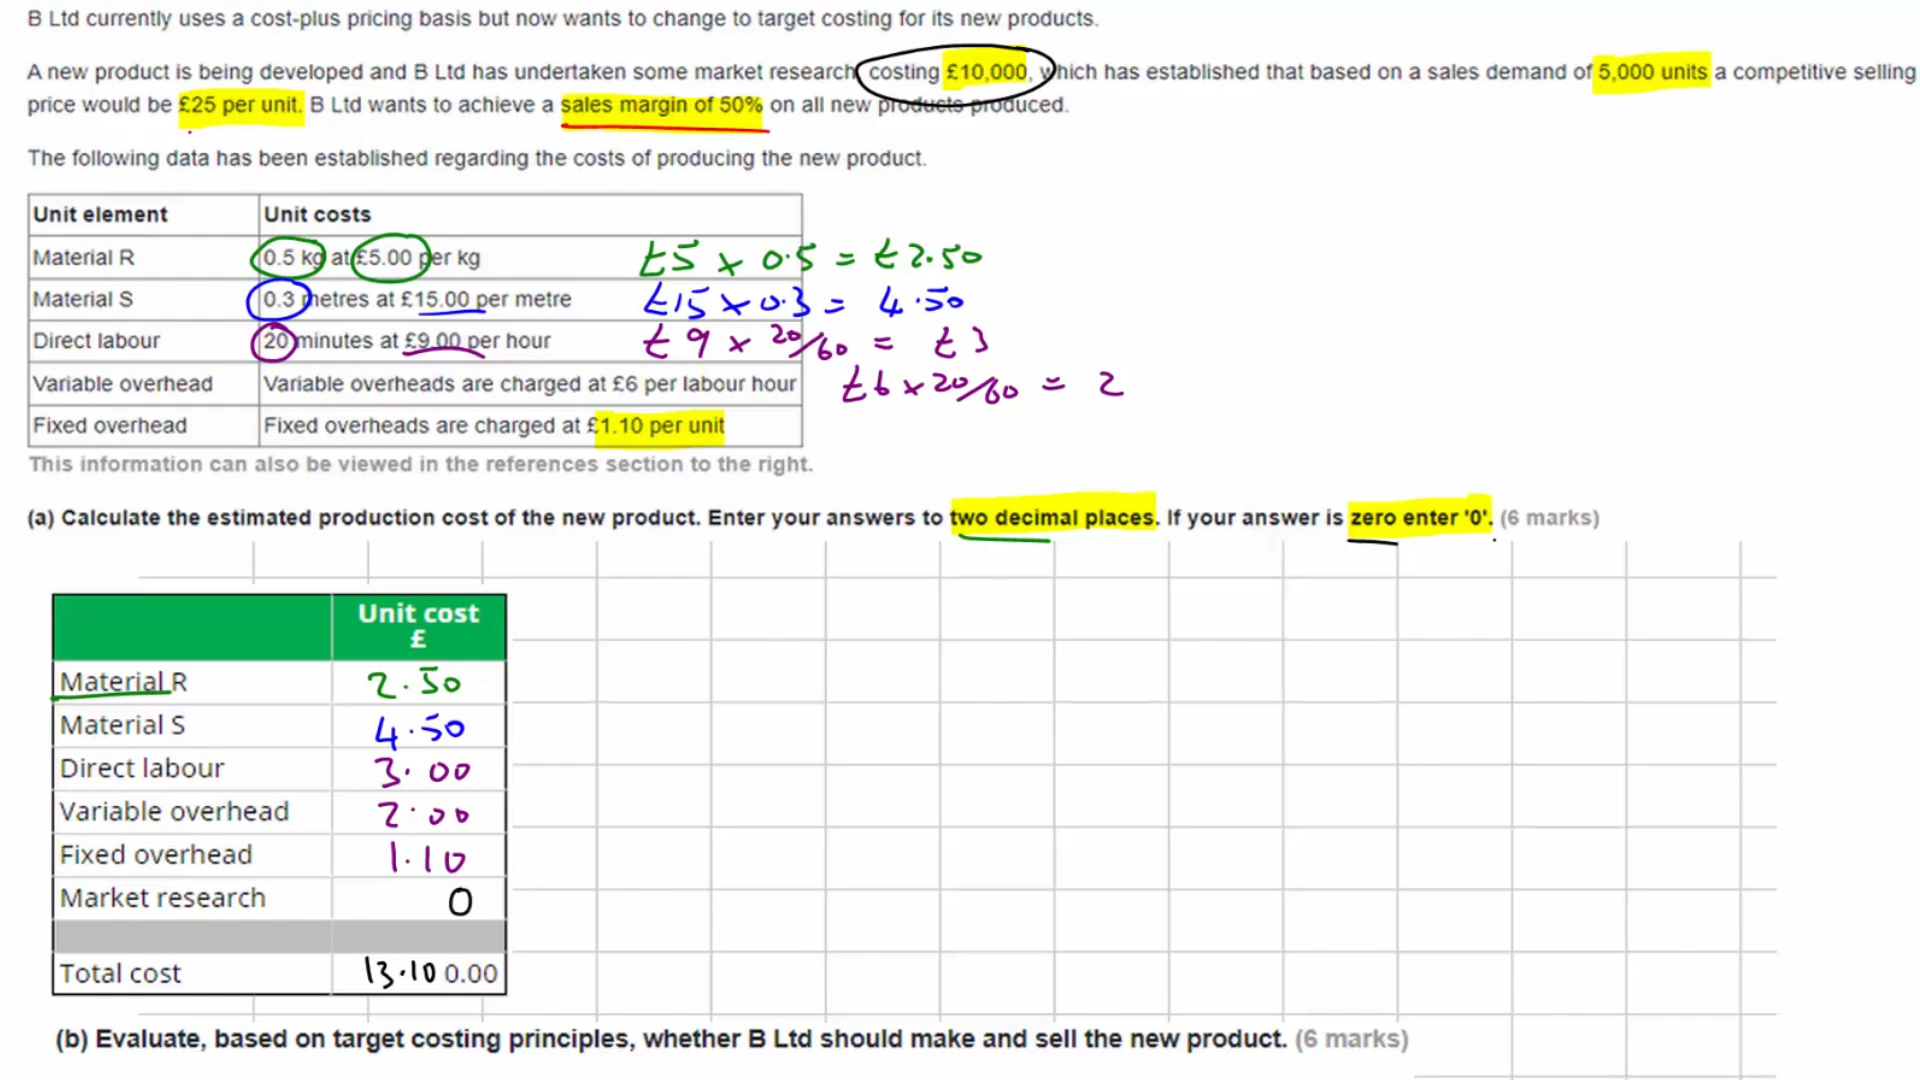 B Ltd currently uses a cost-plus pricing basis but now wants to change to target costing for its new products.
A new product is being developed and B Ltd has undertaken some market research, costing £10,000, which has established that based on a sales demand of 5,000 units a competitive selling
price would be £25 per unit. B Ltd wants to achieve a sales margin of 50% on all new products produced.
The following data has been established regarding the costs of producing the new product.
Unit element Unit costs
Material R 0.5 kg at £5.00 per kg £5 x 0.5 = £2.50
Material S 0.3 metres at £15.00 per metre £15 x 0.3 = 4.50
Direct labour 20 minutes at £9.00 per hour £9 x 20/60 = £3
Variable overhead Variable overheads are charged at £6 per labour hour £6 x 20/60 = 2
Fixed overhead Fixed overheads are charged at £1.10 per unit
This information can also be viewed in the references section to the right.
(a) Calculate the estimated production cost of the new product. Enter your answers to two decimal places. If your answer is zero enter '0'. (6 marks)
Unit cost
£
Material R 2.50
Material S 4.50
Direct labour 3.00
Variable overhead 2.00
Fixed overhead 1.10
Market research 0
Total cost 13.10 0.00
(b) Evaluate, based on target costing principles, whether B Ltd should make and sell the new product. (6 marks)